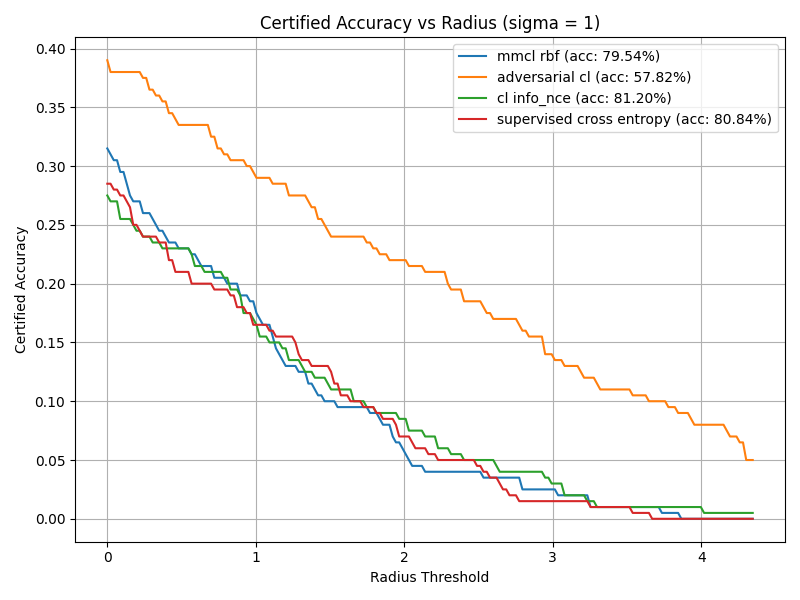 Certified Accuracy vs Radius (sigma = 1)
mmcl rbf (acc: 79.54%)
adversarial cl (acc: 57.82%)
cl info_nce (acc: 81.20%)
supervised cross entropy (acc: 80.84%)
Certified Accuracy
0.40
0.35
0.30
0.25
0.20
0.15
0.10
0.05
0.00
0 1 2 3 4
Radius Threshold